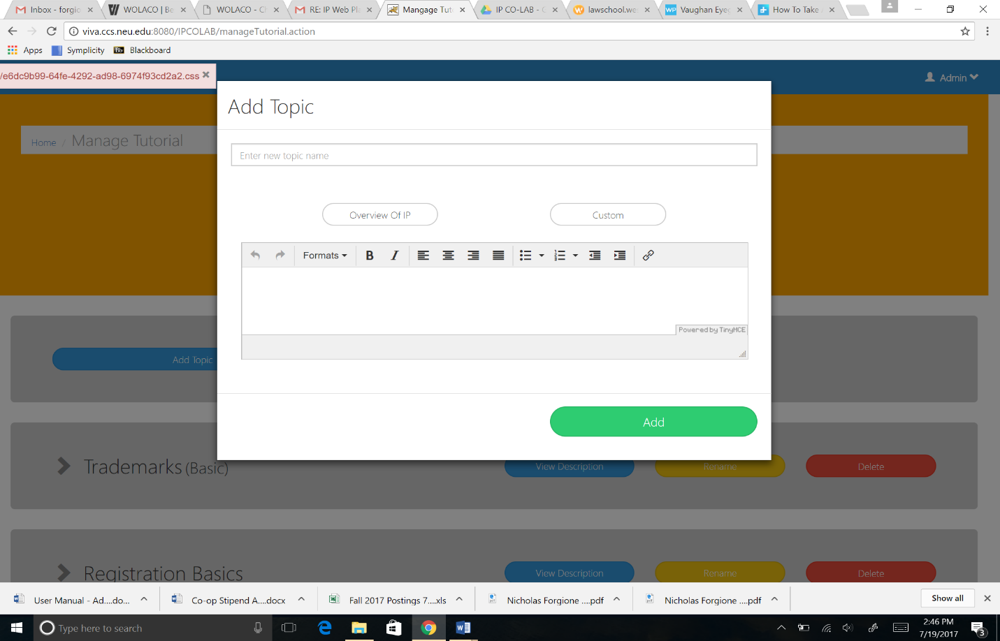 Inbox - forgio
WOLACO | Be
WOLACO - Ch
RE: IP Web Pl
Mangage Tut
IP CO-LAB - G
lawschool.we
Vaughan Eye
How To Take
viva.ccs.neu.edu:8080/IPCOLAB/manageTutorial.action
Apps
Symplicity
Bb Blackboard
/e6dc9b99-64fe-4292-ad98-6974f93cd2a2.css
Admin
Add Topic
Home / Manage Tutorial
Enter new topic name
Overview Of IP
Custom
Formats
B I
Powered by TinyMCE
Add Topic
Add
Trademarks (Basic)
View Description
Rename
Delete
Registration Basics
View Description
Rename
Delete
User Manual - Ad....do...
Co-op Stipend A....docx
Fall 2017 Postings 7....xls
Nicholas Forgione ....pdf
Nicholas Forgione ....pdf
Show all
Type here to search
2:46 PM
7/19/2017
3